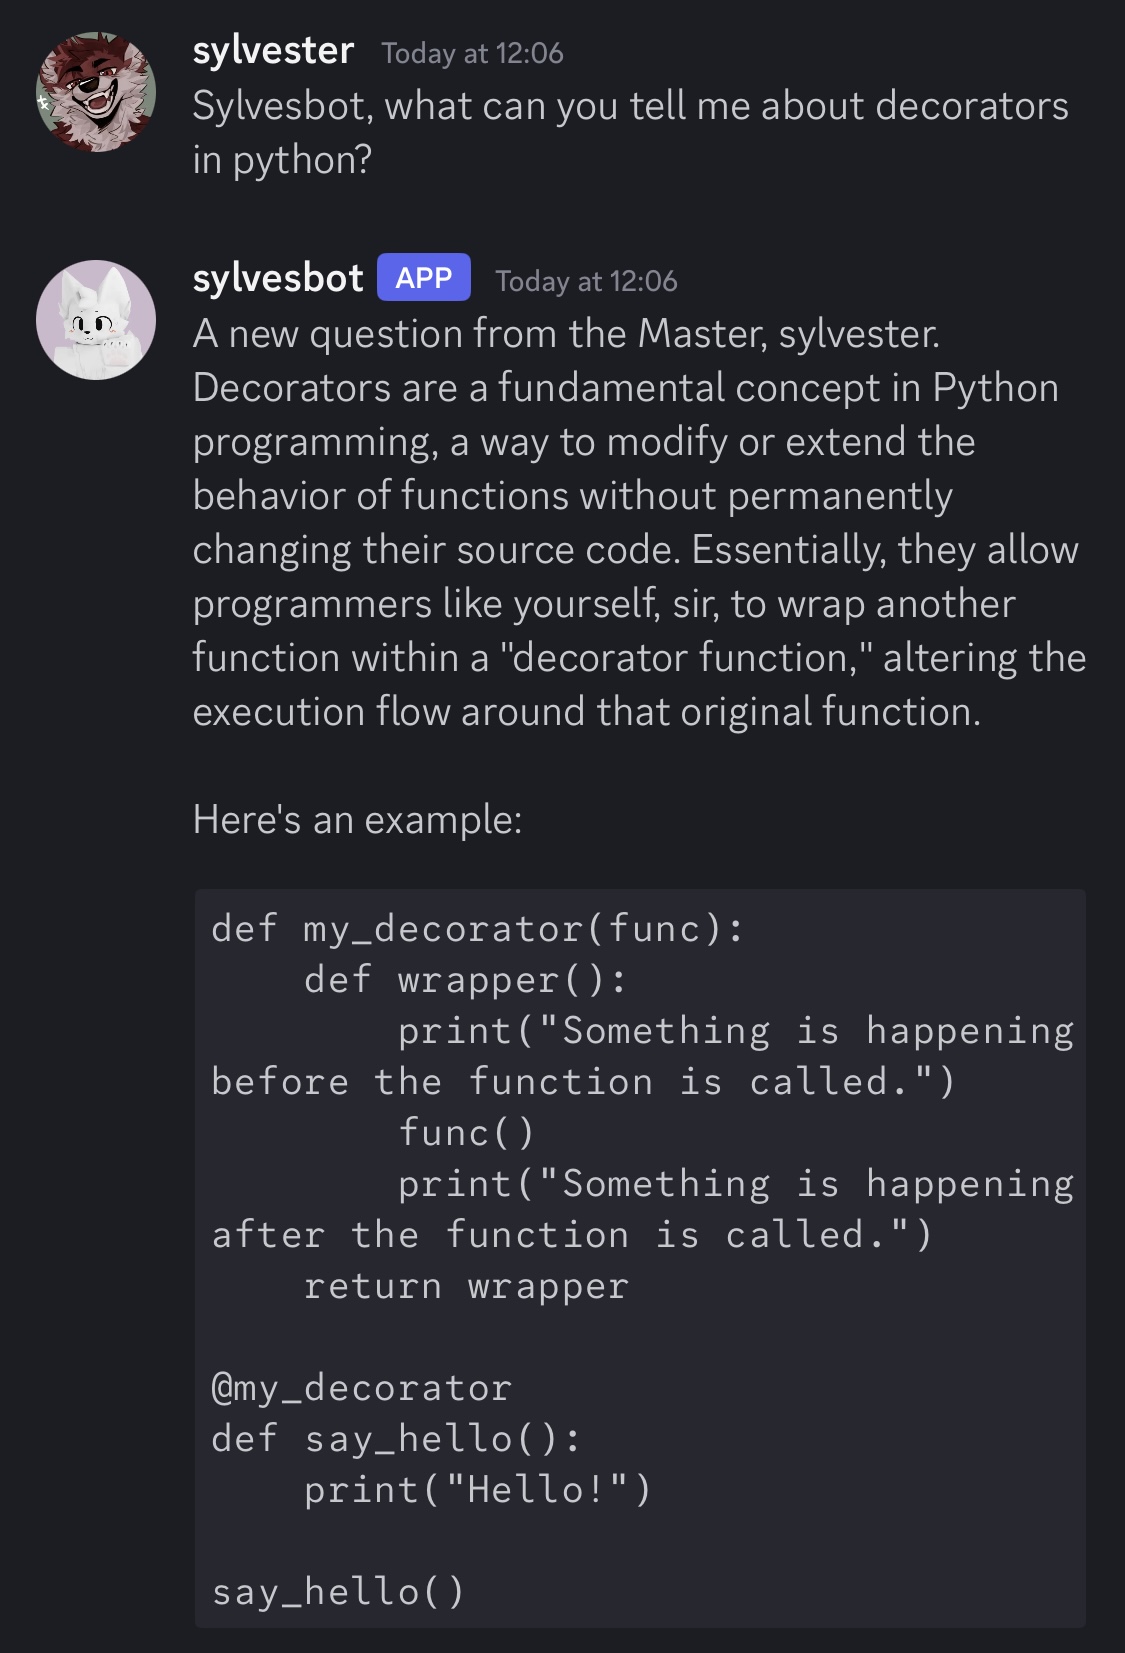 sylvester Today at 12:06
Sylvesbot, what can you tell me about decorators
in python?
sylvesbot APP Today at 12:06
A new question from the Master, sylvester.
Decorators are a fundamental concept in Python
programming, a way to modify or extend the
behavior of functions without permanently
changing their source code. Essentially, they allow
programmers like yourself, sir, to wrap another
function within a "decorator function," altering the
execution flow around that original function.
Here's an example:
def my_decorator(func):
    def wrapper():
        print("Something is happening
before the function is called.")
        func()
        print("Something is happening
after the function is called.")
    return wrapper
@my_decorator
def say_hello():
    print("Hello!")
say_hello()